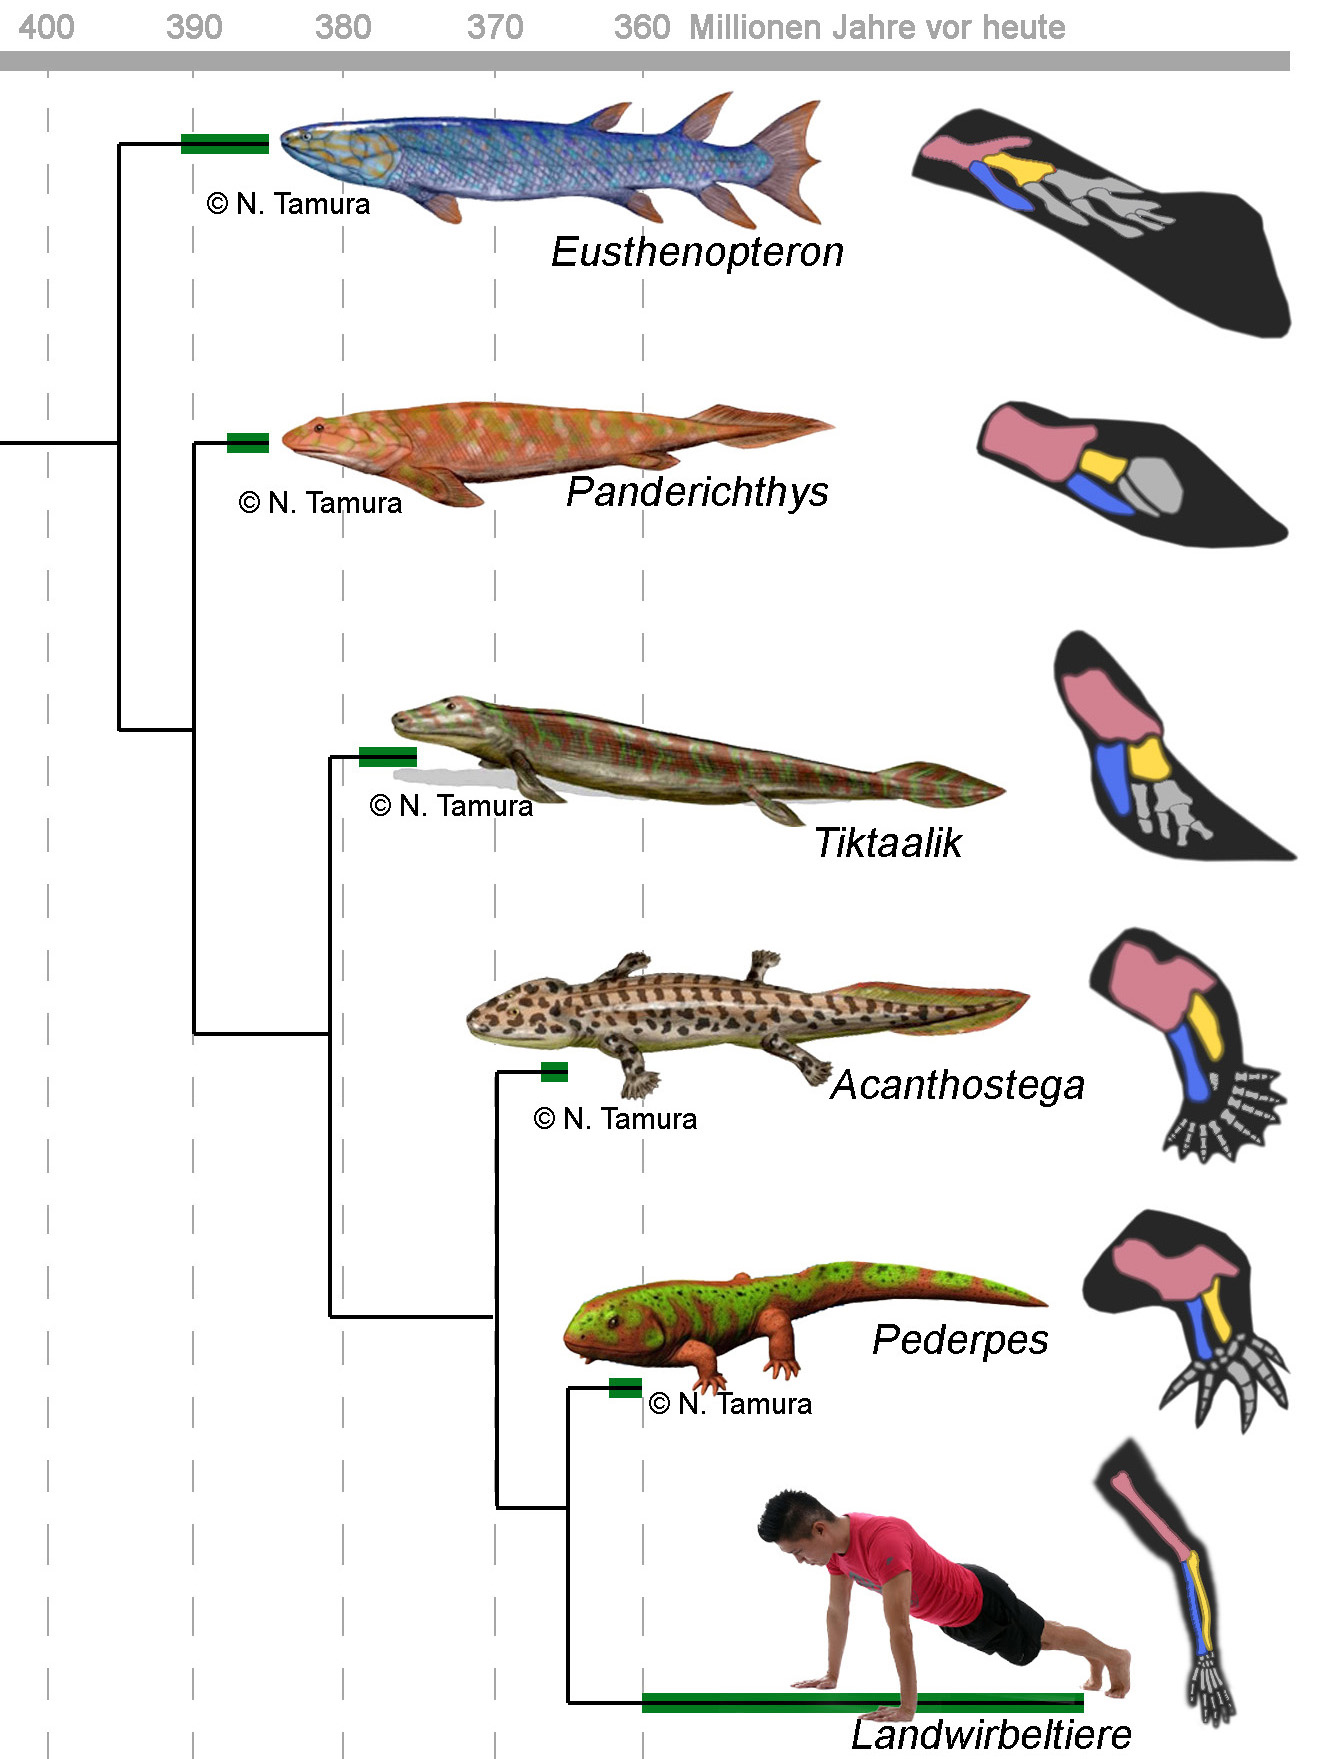 400 390 380 370 360 Millionen Jahre vor heute
© N. Tamura
Eusthenopteron
Panderichthys
© N. Tamura
© N. Tamura
Tiktaalik
Acanthostega
© N. Tamura
Pederpes
© N. Tamura
Landwirbeltiere